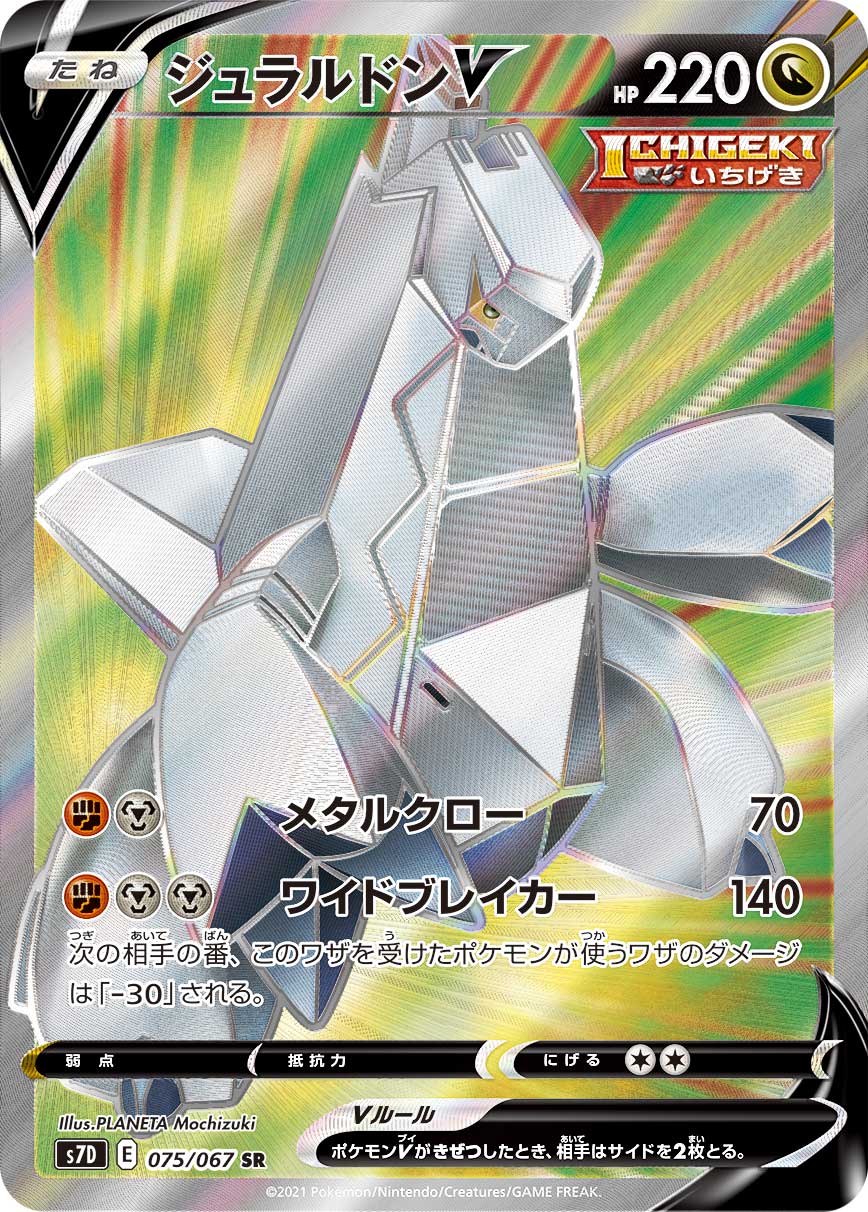 たね ジュラルドンV HP 220
ICHIGEKI
いちげき
メタルクロー 70
ワイドブレイカー 140
次の相手の番、このワザを受けたポケモンが使うワザのダメージ
は「-30」される。
弱点 抵抗力 にげる
Illus.PLANETA Mochizuki
Vルール
ポケモンVがきぜつしたとき、相手はサイドを2枚とる。
s7D E 075/067 SR
©2021 Pokémon/Nintendo/Creatures/GAME FREAK.